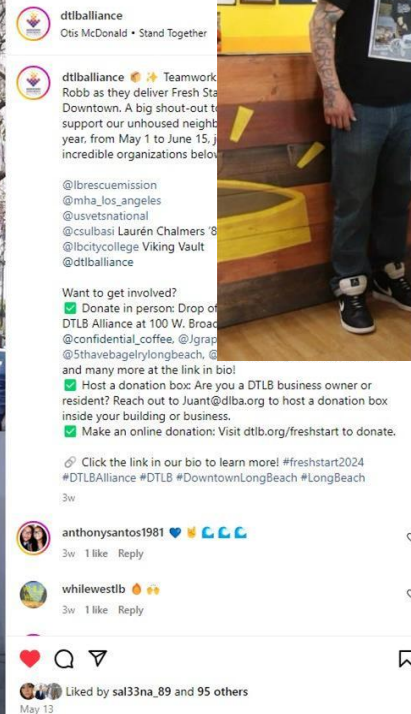 dtlballiance
Otis McDonald • Stand Together
dtlballiance 📦 ✨ Teamwork
Robb as they deliver Fresh Sta
Downtown. A big shout-out to
support our unhoused neighb
year, from May 1 to June 15, j
incredible organizations below
@lbrescuemission
@mha_los_angeles
@usvetsnational
@csulbasi Laurén Chalmers '8
@lbcitycollege Viking Vault
@dtlballiance
Want to get involved?
✅ Donate in person: Drop of
DTLB Alliance at 100 W. Broad
@confidential_coffee, @Jgrap
@5thavebagelrylongbeach, @
and many more at the link in bio!
✅ Host a donation box: Are you a DTLB business owner or
resident? Reach out to Juant@dlba.org to host a donation box
inside your building or business.
✅ Make an online donation: Visit dtlb.org/freshstart to donate.
🔗 Click the link in our bio to learn more! #freshstart2024
#DTLBAlliance #DTLB #DowntownLongBeach #LongBeach
3w
anthonysantos1981 💙 🤘 🌊 🌊 🌊
3w 1 like Reply
whilewestlb 🔥 🙌
3w 1 like Reply
Liked by sal33na_89 and 95 others
May 13